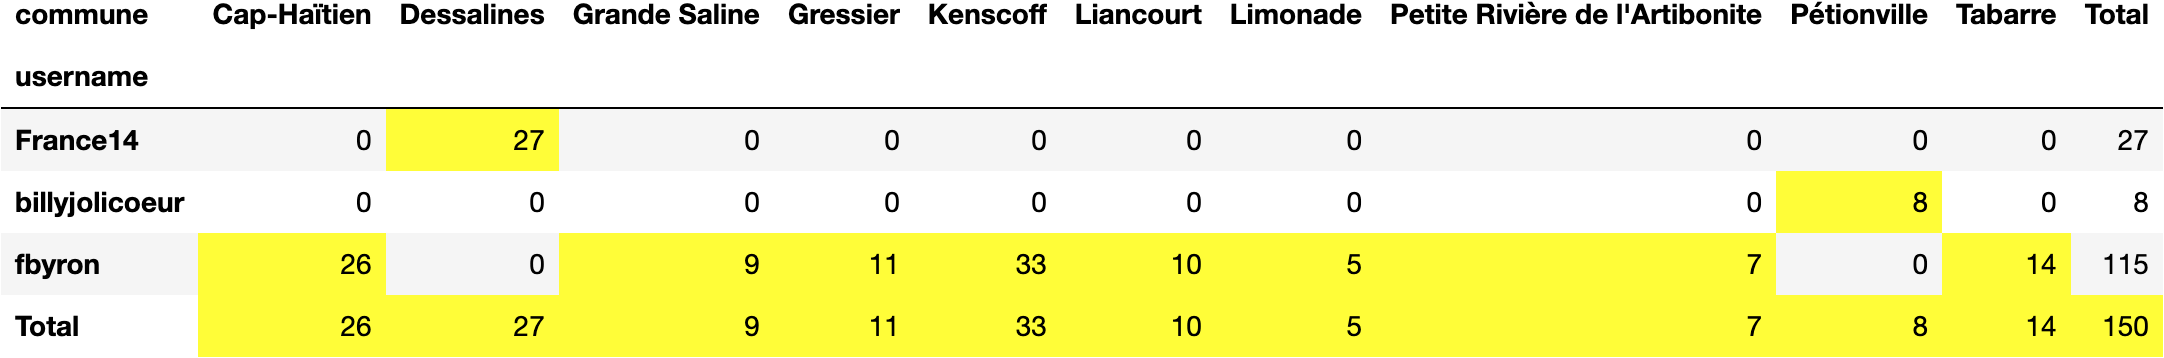 commune Cap-Haïtien Dessalines Grande Saline Gressier Kenscoff Liancourt Limonade Petite Rivière de l'Artibonite Pétionville Tabarre Total
username
France14 0 27 0 0 0 0 0 0 0 0 27
billyjolicoeur 0 0 0 0 0 0 0 0 8 0 8
fbyron 26 0 9 11 33 10 5 7 0 14 115
Total 26 27 9 11 33 10 5 7 8 14 150